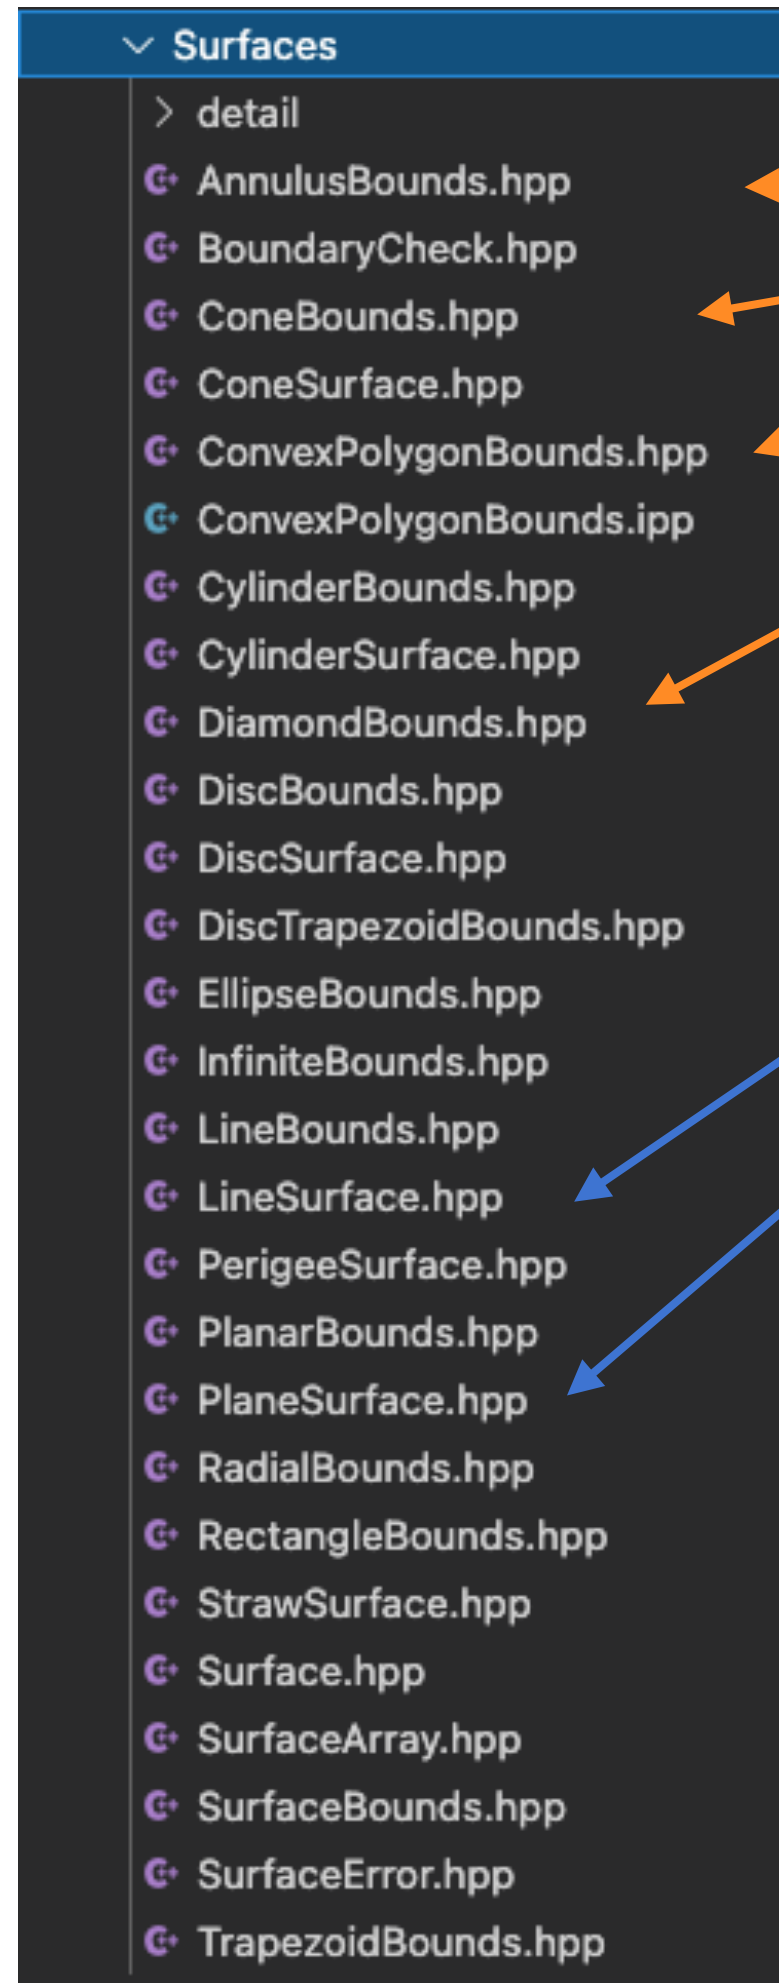 Surfaces
detail
AnnulusBounds.hpp
BoundaryCheck.hpp
ConeBounds.hpp
ConeSurface.hpp
ConvexPolygonBounds.hpp
ConvexPolygonBounds.ipp
CylinderBounds.hpp
CylinderSurface.hpp
DiamondBounds.hpp
DiscBounds.hpp
DiscSurface.hpp
DiscTrapezoidBounds.hpp
EllipseBounds.hpp
InfiniteBounds.hpp
LineBounds.hpp
LineSurface.hpp
PerigeeSurface.hpp
PlanarBounds.hpp
PlaneSurface.hpp
RadialBounds.hpp
RectangleBounds.hpp
StrawSurface.hpp
Surface.hpp
SurfaceArray.hpp
SurfaceBounds.hpp
SurfaceError.hpp
TrapezoidBounds.hpp